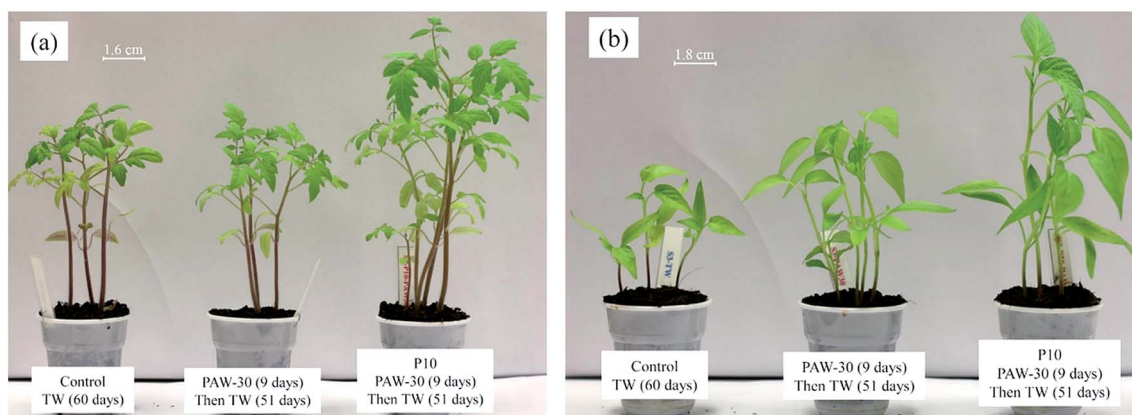 (a)
1.6 cm
Control
TW (60 days)
PAW-30 (9 days)
Then TW (51 days)
P10
PAW-30 (9 days)
Then TW (51 days)
(b)
1.8 cm
S3-TW
Control
TW (60 days)
PAW-30 (9 days)
Then TW (51 days)
P10
PAW-30 (9 days)
Then TW (51 days)